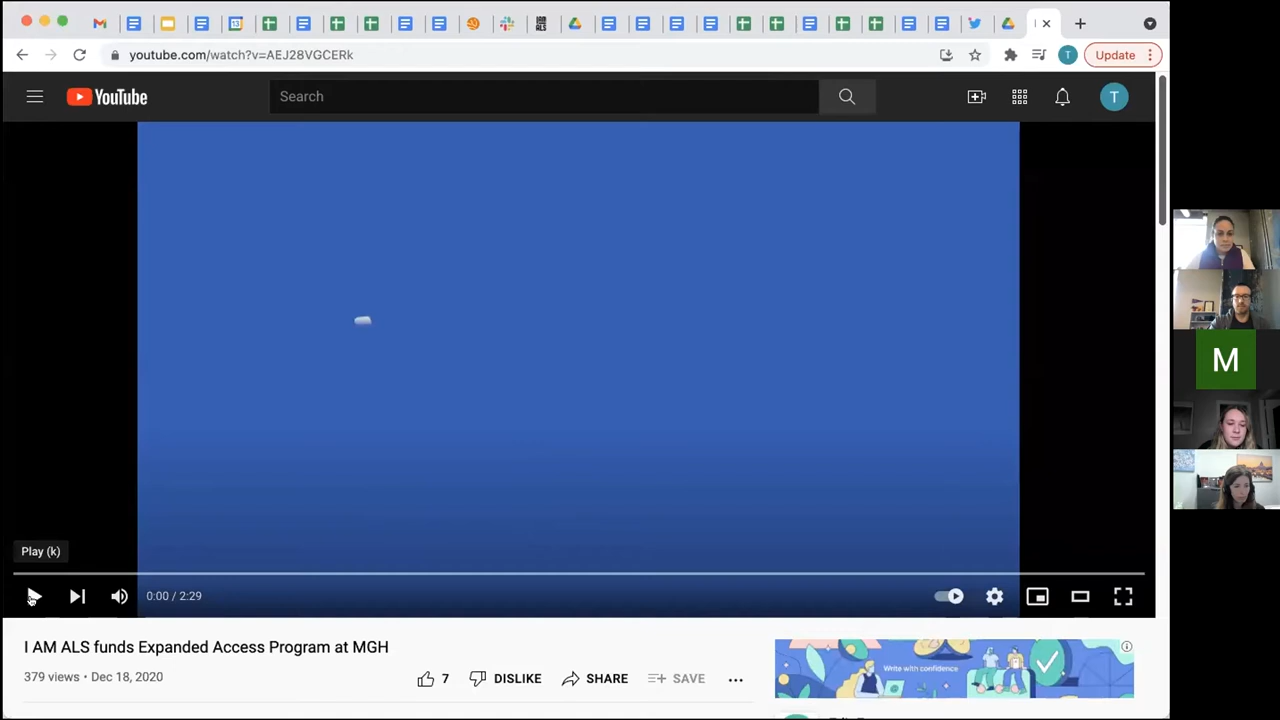 youtube.com/watch?v=AEJ28VGCERk
T
Update
YouTube
Search
T
M
Play (k)
0:00 / 2:29
I AM ALS funds Expanded Access Program at MGH
379 views • Dec 18, 2020
7
DISLIKE
SHARE
SAVE
Write with confidence